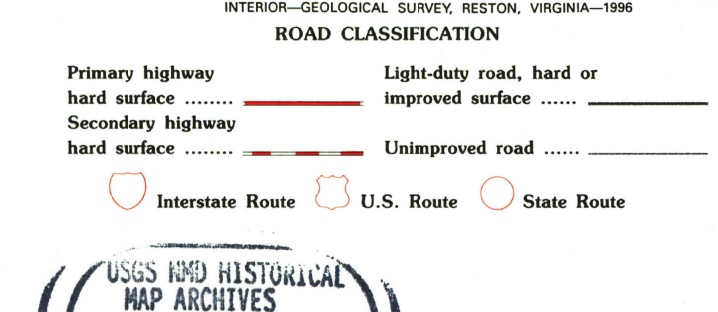 INTERIOR—GEOLOGICAL SURVEY, RESTON, VIRGINIA—1996
ROAD CLASSIFICATION
Primary highway
hard surface ........
Secondary highway
hard surface ........
Light-duty road, hard or
improved surface ......
Unimproved road ......
Interstate Route U.S. Route State Route
USGS NMD HISTORICAL
MAP ARCHIVES